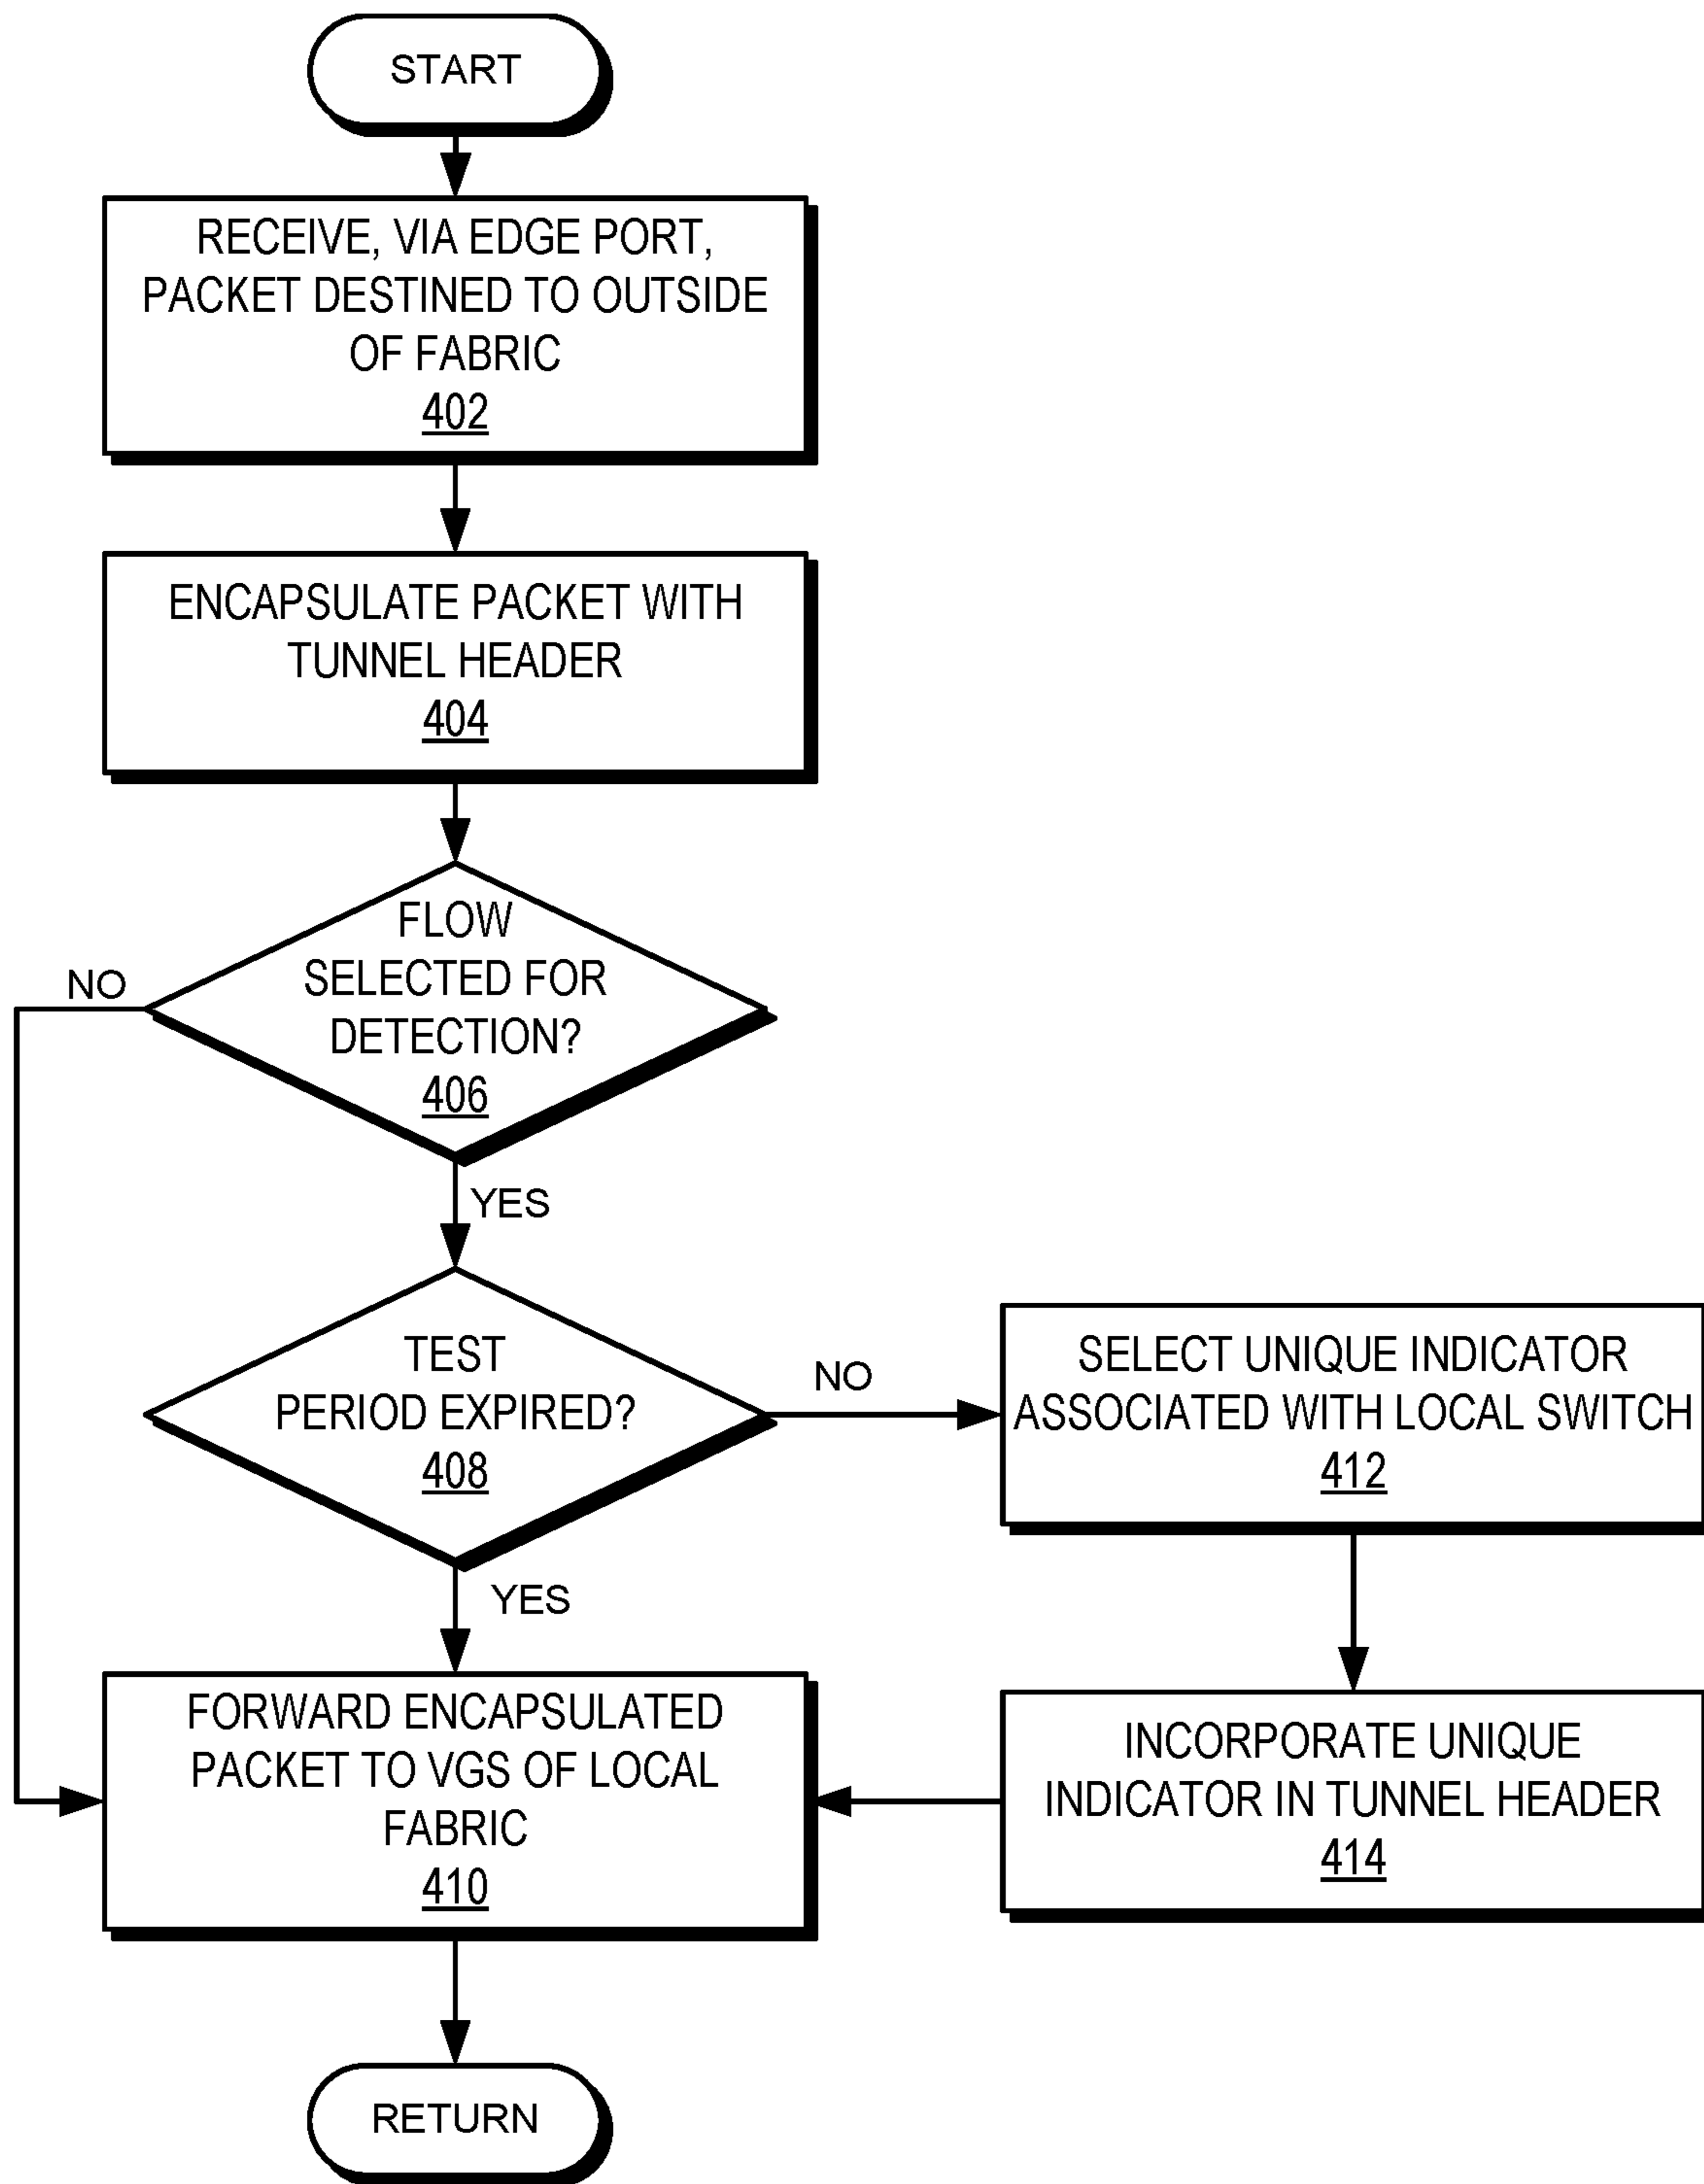 START
RECEIVE, VIA EDGE PORT,
PACKET DESTINED TO OUTSIDE
OF FABRIC
402
ENCAPSULATE PACKET WITH
TUNNEL HEADER
404
FLOW
SELECTED FOR
DETECTION?
406
NO
YES
TEST
PERIOD EXPIRED?
408
NO
SELECT UNIQUE INDICATOR
ASSOCIATED WITH LOCAL SWITCH
412
YES
FORWARD ENCAPSULATED
PACKET TO VGS OF LOCAL
FABRIC
410
INCORPORATE UNIQUE
INDICATOR IN TUNNEL HEADER
414
RETURN